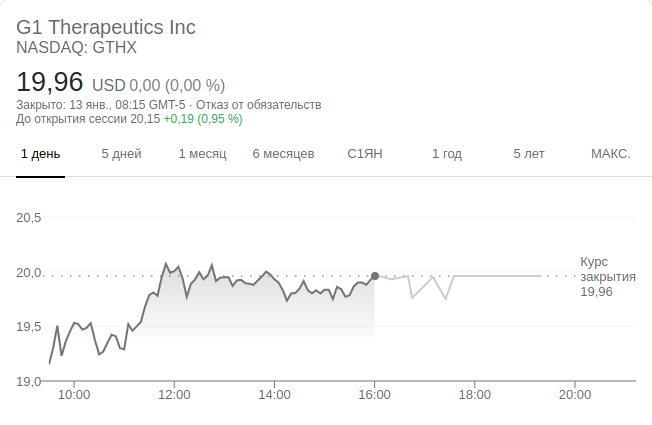 G1 Therapeutics Inc
NASDAQ: GTHX
19,96 USD 0,00 (0,00 %)
Закрыто: 13 янв., 08:15 GMT-5 · Отказ от обязательств
До открытия сессии 20,15 +0,19 (0,95 %)
1 день 5 дней 1 месяц 6 месяцев С1ЯН 1 год 5 лет МАКС.
20,5
20,0
19,5
19,0
Курс
закрытия
19,96
10:00 12:00 14:00 16:00 18:00 20:00